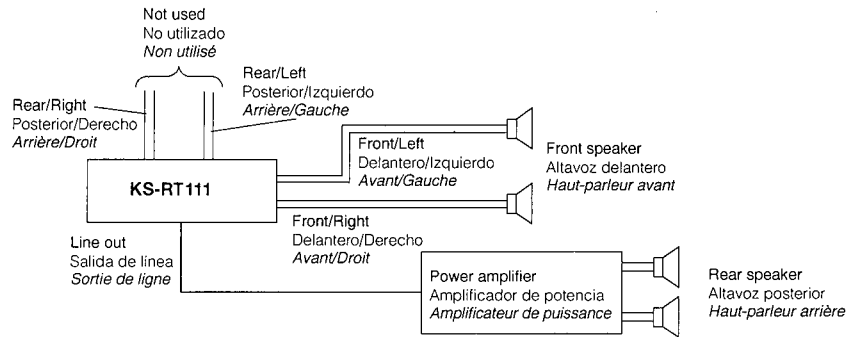 Not used
No utilizado
Non utilisé
Rear/Left
Posterior/Izquierdo
Arrière/Gauche
Rear/Right
Posterior/Derecho
Arrière/Droit
KS-RT111
Front/Left
Delantero/Izquierdo
Avant/Gauche
Front speaker
Altavoz delantero
Haut-parleur avant
Front/Right
Delantero/Derecho
Avant/Droit
Line out
Salida de línea
Sortie de ligne
Power amplifier
Amplificador de potencia
Amplificateur de puissance
Rear speaker
Altavoz posterior
Haut-parleur arrière